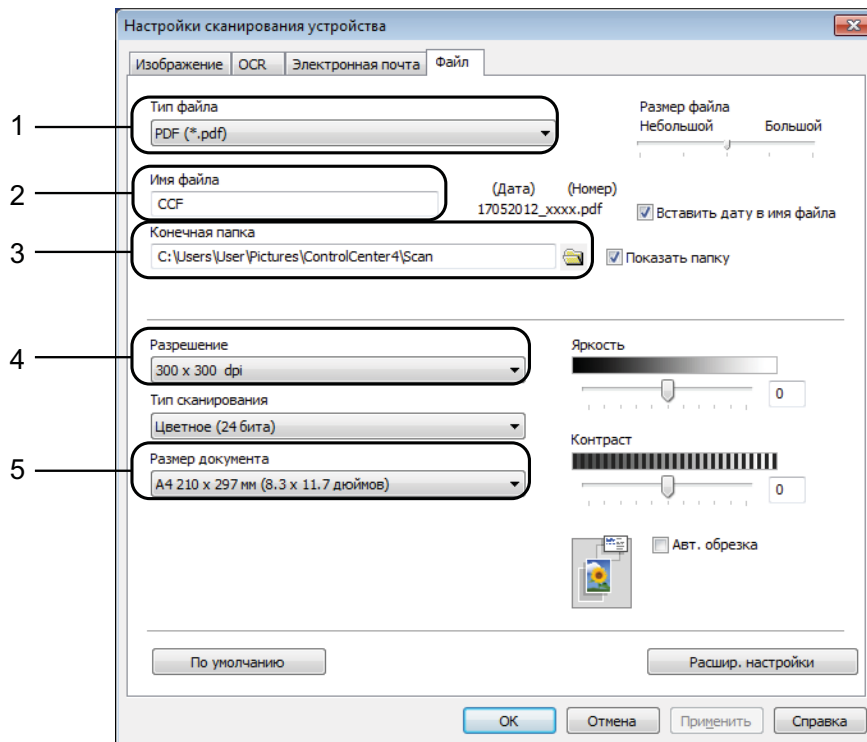 Настройки сканирования устройства
Изображение OCR Электронная почта Файл
1
Тип файла
PDF (*.pdf)
Размер файла
Небольшой Большой
2
Имя файла
CCF
(Дата) (Номер)
17052012_xxxx.pdf
Вставить дату в имя файла
3
Конечная папка
C:\Users\User\Pictures\ControlCenter4\Scan
Показать папку
4
Разрешение
300 x 300 dpi
Яркость
0
Тип сканирования
Цветное (24 бита)
Контраст
0
5
Размер документа
A4 210 x 297 мм (8.3 x 11.7 дюймов)
Авт. обрезка
По умолчанию
Расшир. настройки
OK Отмена Применить Справка